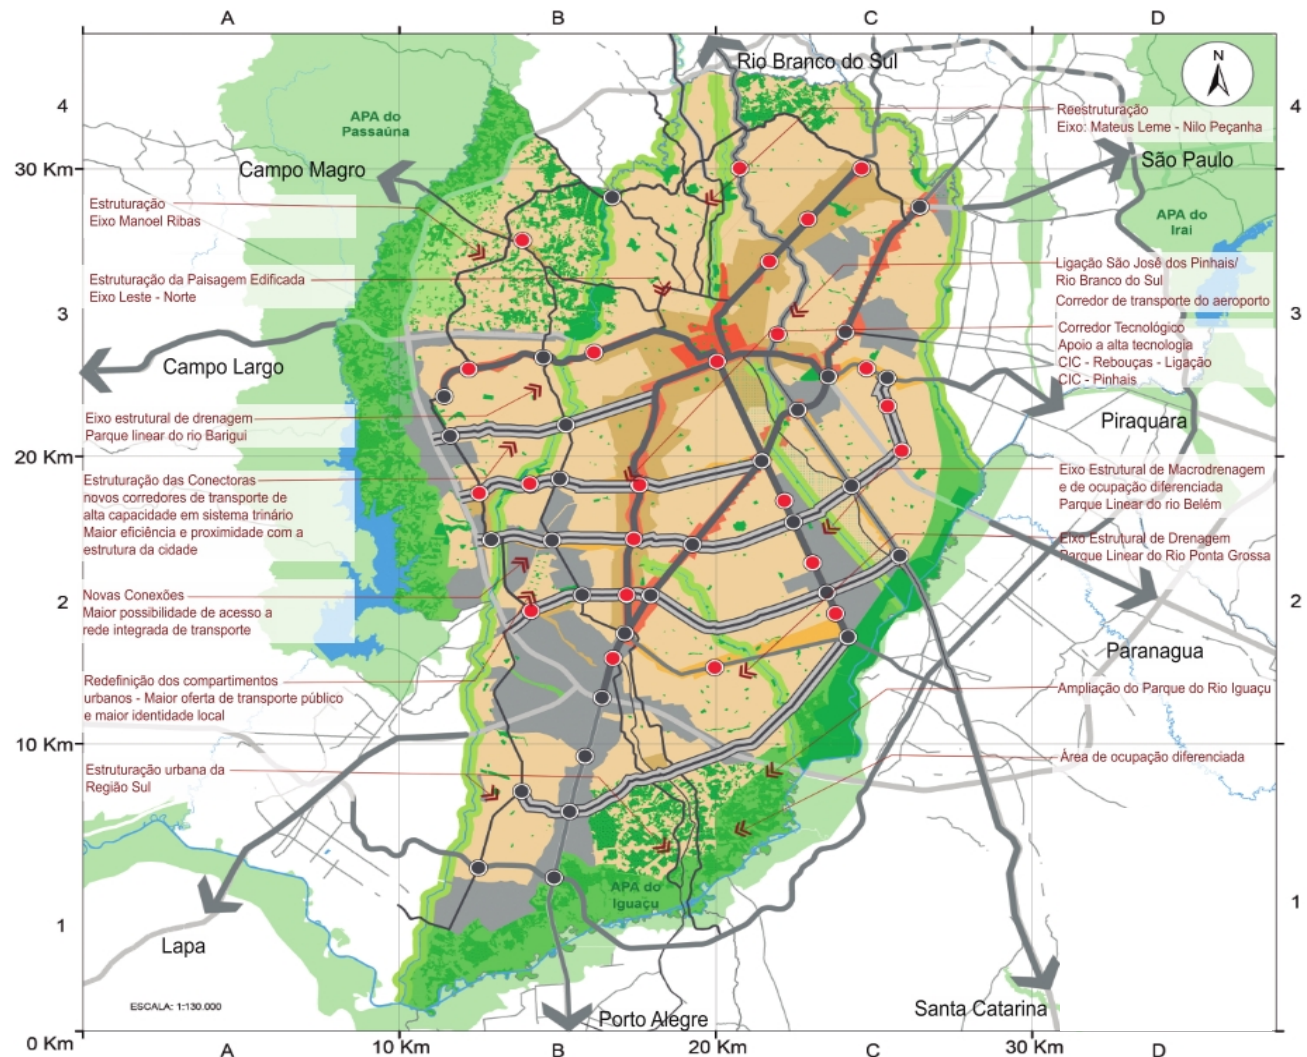 A B C D
Rio Branco do Sul
N
4
4
APA do
Passaúna
Reestruturação
Eixo: Mateus Leme - Nilo Peçanha
30 Km
Campo Magro
São Paulo
Estruturação
Eixo Manoel Ribas
APA do
Irai
Estruturação da Paisagem Edificada
Eixo Leste - Norte
Ligação São José dos Pinhais/
Rio Branco do Sul
Corredor de transporte do aeroporto
3
3
Corredor Tecnológico
Apoio a alta tecnologia
CIC - Rebouças - Ligação
CIC - Pinhais
Campo Largo
Piraquara
Eixo estrutural de drenagem
Parque linear do rio Barigui
20 Km
Estruturação das Conectoras
novos corredores de transporte de
alta capacidade em sistema trinário
Maior eficiência e proximidade com a
estrutura da cidade
Eixo Estrutural de Macrodrenagem
e de ocupação diferenciada
Parque Linear do rio Belém
Eixo Estrutural de Drenagem
Parque Linear do Rio Ponta Grossa
2
2
Novas Conexões
Maior possibilidade de acesso a
rede integrada de transporte
Paranagua
Redefinição dos compartimentos
urbanos - Maior oferta de transporte público
e maior identidade local
Ampliação do Parque do Rio Iguaçu
10 Km
Área de ocupação diferenciada
Estruturação urbana da
Região Sul
APA do
Iguaçu
1
1
Lapa
ESCALA: 1:130.000
Porto Alegre
Santa Catarina
0 Km
A 10 Km B 20 Km C 30 Km D